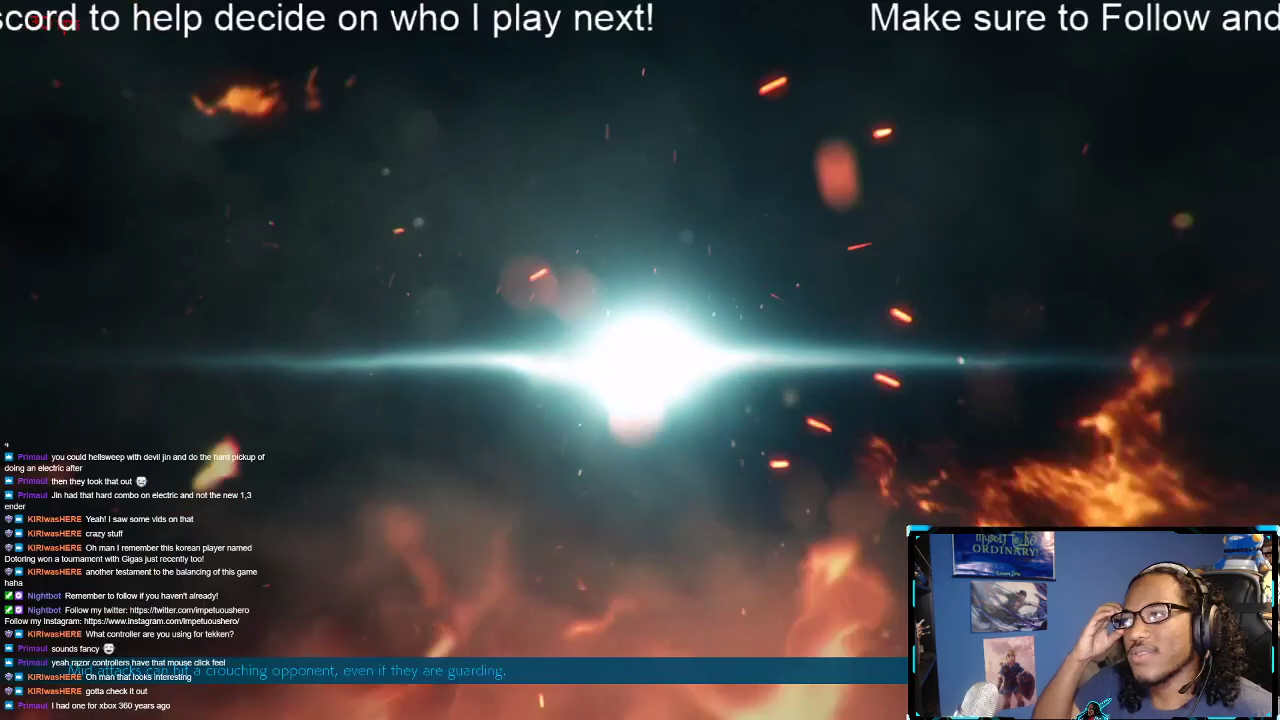 scord to help decide on who I play next!
Make sure to Follow and
Primaul you could hellsweep with devil jin and do the hard pickup of
doing an electric after
Primaul then they took that out
Primaul Jin had that hard combo on electric and not the new 1,3
ender
KIRIwasHERE Yeah! I saw some vids on that
KIRIwasHERE crazy stuff
KIRIwasHERE Oh man I remember this korean player named
Dotoring won a tournament with Gigas just recently too!
KIRIwasHERE another testament to the balancing of this game
haha
Nightbot Remember to follow if you haven't already!
Nightbot Follow my twitter: https://twitter.com/impetuoushero
Follow my Instagram: https://www.instagram.com/impetuoushero/
KIRIwasHERE What controller are you using for tekken?
Primaul sounds fancy
Primaul yeah razor controllers have that mouse click feel
Mid attacks can hit a crouching opponent, even if they are guarding.
KIRIwasHERE Oh man that looks interesting
KIRIwasHERE gotta check it out
Primaul I had one for xbox 360 years ago
myself to be
ORDINARY!